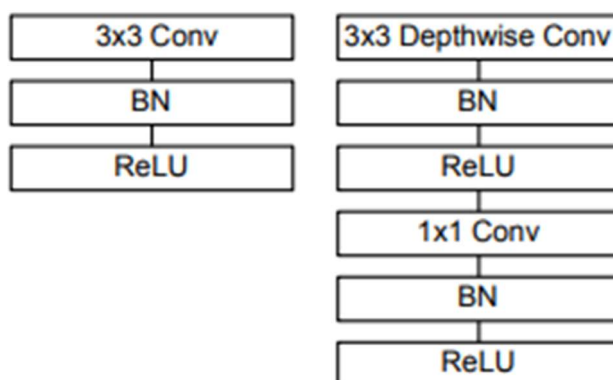 3x3 Conv
BN
ReLU
3x3 Depthwise Conv
BN
ReLU
1x1 Conv
BN
ReLU